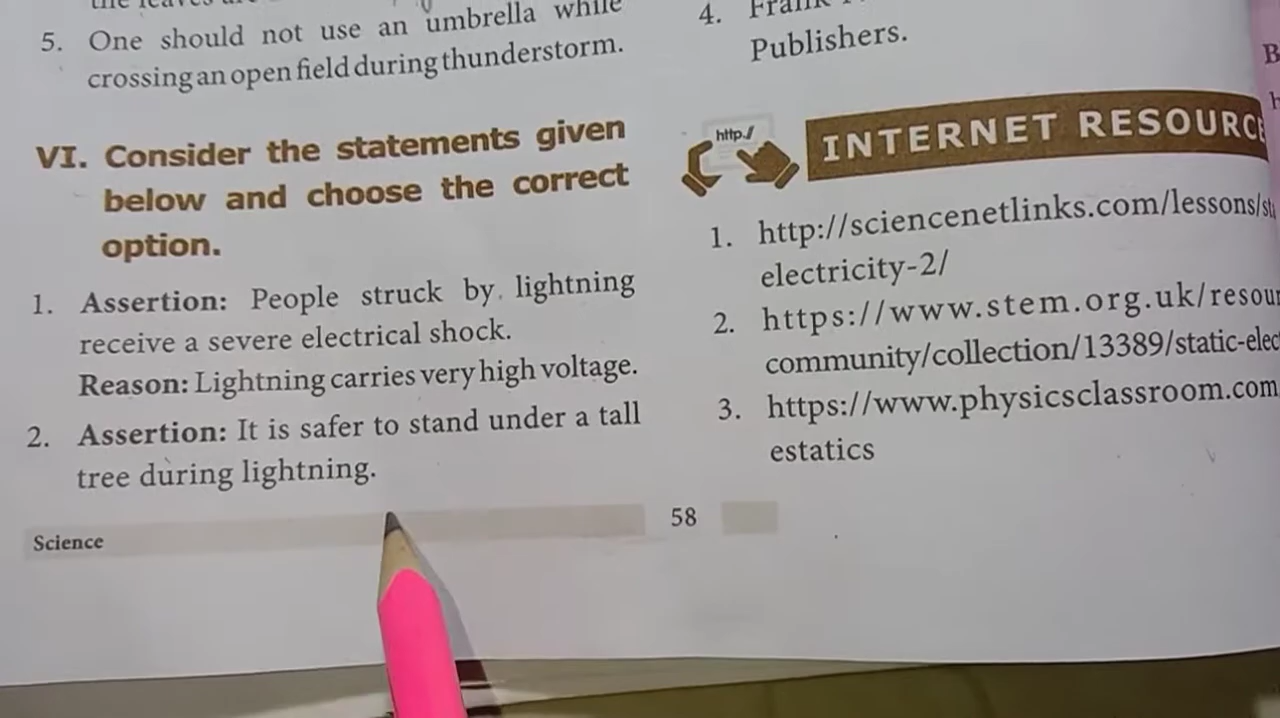 5. One should not use an umbrella while
crossing an open field during thunderstorm.
VI. Consider the statements given
below and choose the correct
option.
1. Assertion: People struck by lightning
receive a severe electrical shock.
Reason: Lightning carries very high voltage.
2. Assertion: It is safer to stand under a tall
tree during lightning.
Science
58
4.
Publishers.
http./
INTERNET RESOURCE
1. http://sciencenetlinks.com/lessons/
electricity-2/
2. https://www.stem.org.uk/resour
community/collection/13389/static-elec
3. https://www.physicsclassroom.com
estatics